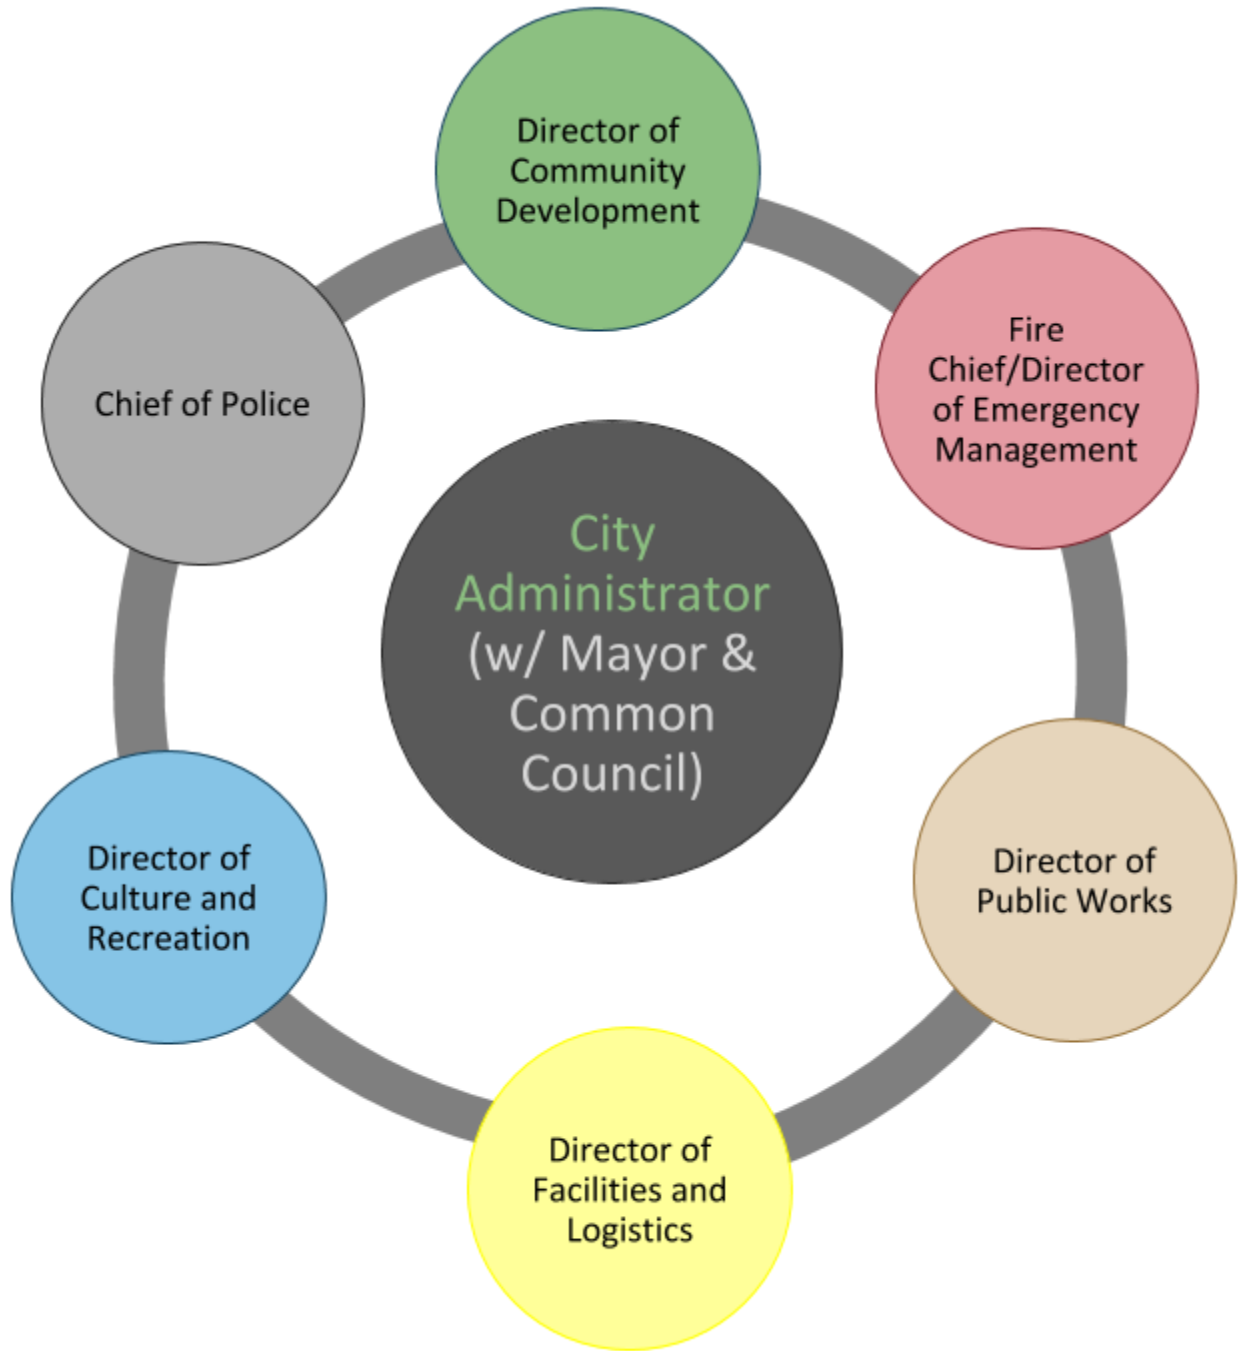 Director of
Community
Development
Fire
Chief/Director
of Emergency
Management
Chief of Police
City
Administrator
(w/ Mayor &
Common
Council)
Director of
Public Works
Director of
Culture and
Recreation
Director of
Facilities and
Logistics